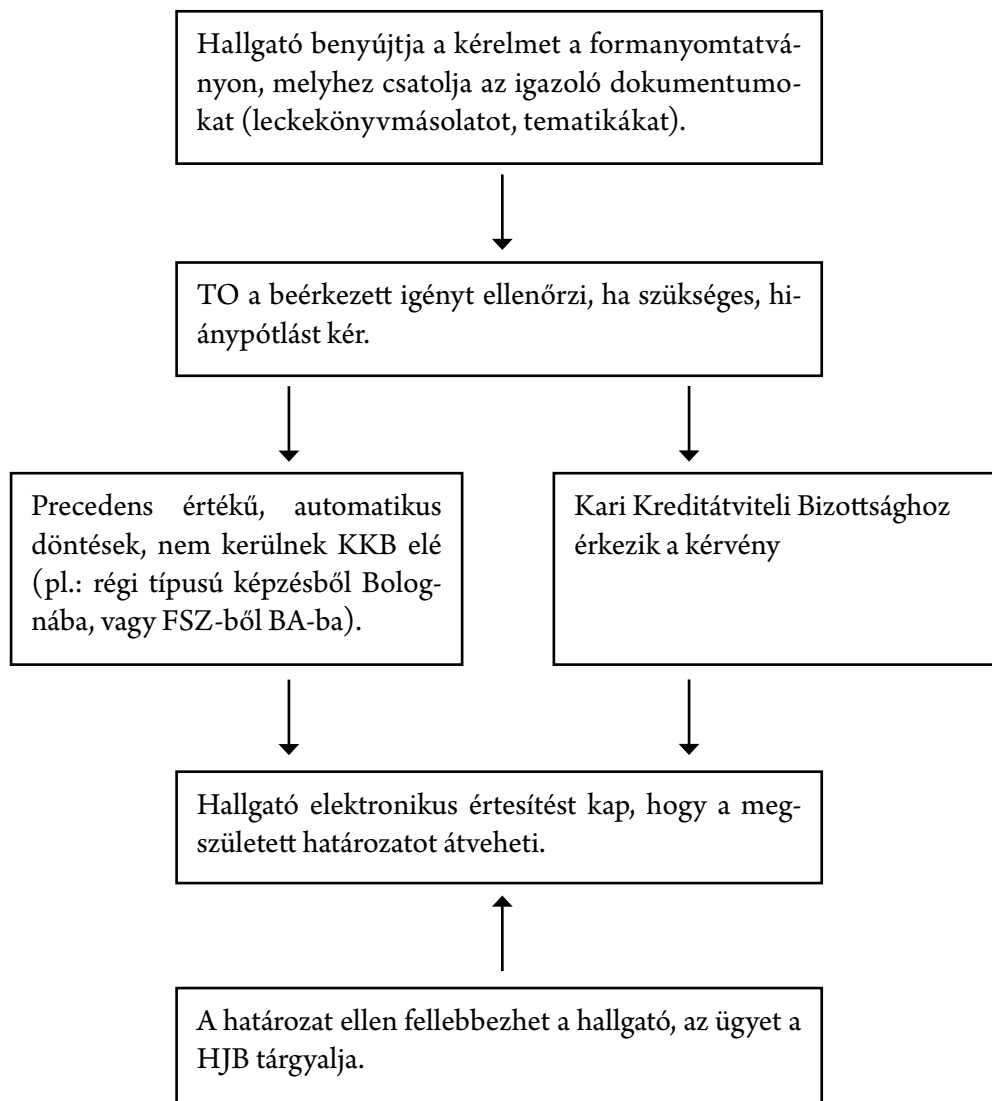 Hallgató benyújtja a kérelmet a formanyomtatvá-
nyon, melyhez csatolja az igazoló dokumentumo-
kat (leckekönyvmásolatot, tematikákat).
TO a beérkezett igényt ellenőrzi, ha szükséges, hi-
ánypótlást kér.
Precedens értékű, automatikus
döntések, nem kerülnek KKB elé
(pl.: régi típusú képzésből Bolog-
nába, vagy FSZ-ből BA-ba).
Kari Kreditátviteli Bizottsághoz
érkezik a kérvény
Hallgató elektronikus értesítést kap, hogy a meg-
született határozatot átveheti.
A határozat ellen fellebbezhet a hallgató, az ügyet a
HJB tárgyalja.